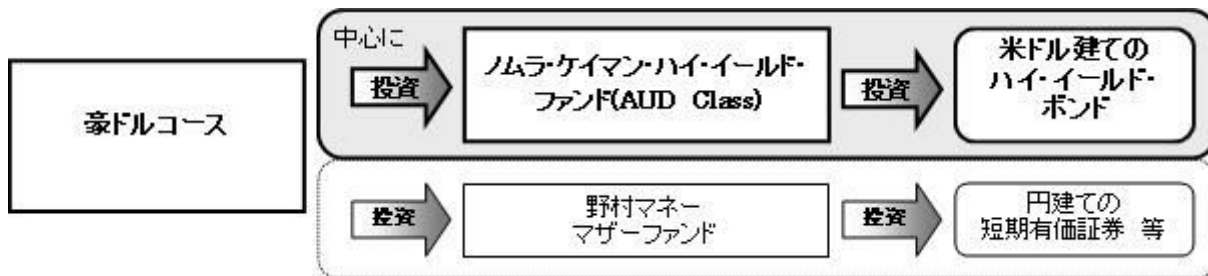 豪ドルコース
中心に
投資
ノムラ・ケイマン・ハイ・イールド・
ファンド(AUD Class)
投資
米ドル建ての
ハイ・イールド・
ボンド
投資
野村マネー
マザーファンド
投資
円建ての
短期有価証券 等